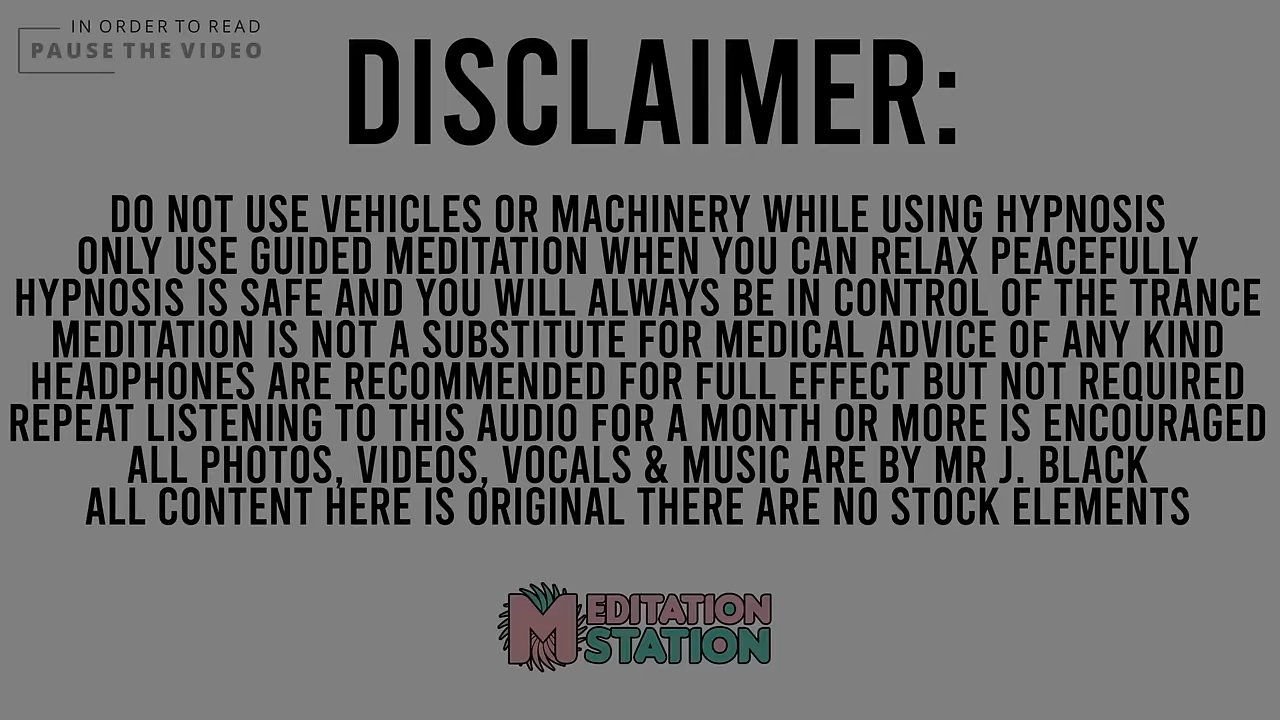 IN ORDER TO READ
PAUSE THE VIDEO
DISCLAIMER:
DO NOT USE VEHICLES OR MACHINERY WHILE USING HYPNOSIS
ONLY USE GUIDED MEDITATION WHEN YOU CAN RELAX PEACEFULLY
HYPNOSIS IS SAFE AND YOU WILL ALWAYS BE IN CONTROL OF THE TRANCE
MEDITATION IS NOT A SUBSTITUTE FOR MEDICAL ADVICE OF ANY KIND
HEADPHONES ARE RECOMMENDED FOR FULL EFFECT BUT NOT REQUIRED
REPEAT LISTENING TO THIS AUDIO FOR A MONTH OR MORE IS ENCOURAGED
ALL PHOTOS, VIDEOS, VOCALS & MUSIC ARE BY MR J. BLACK
ALL CONTENT HERE IS ORIGINAL THERE ARE NO STOCK ELEMENTS
MEDITATION
STATION